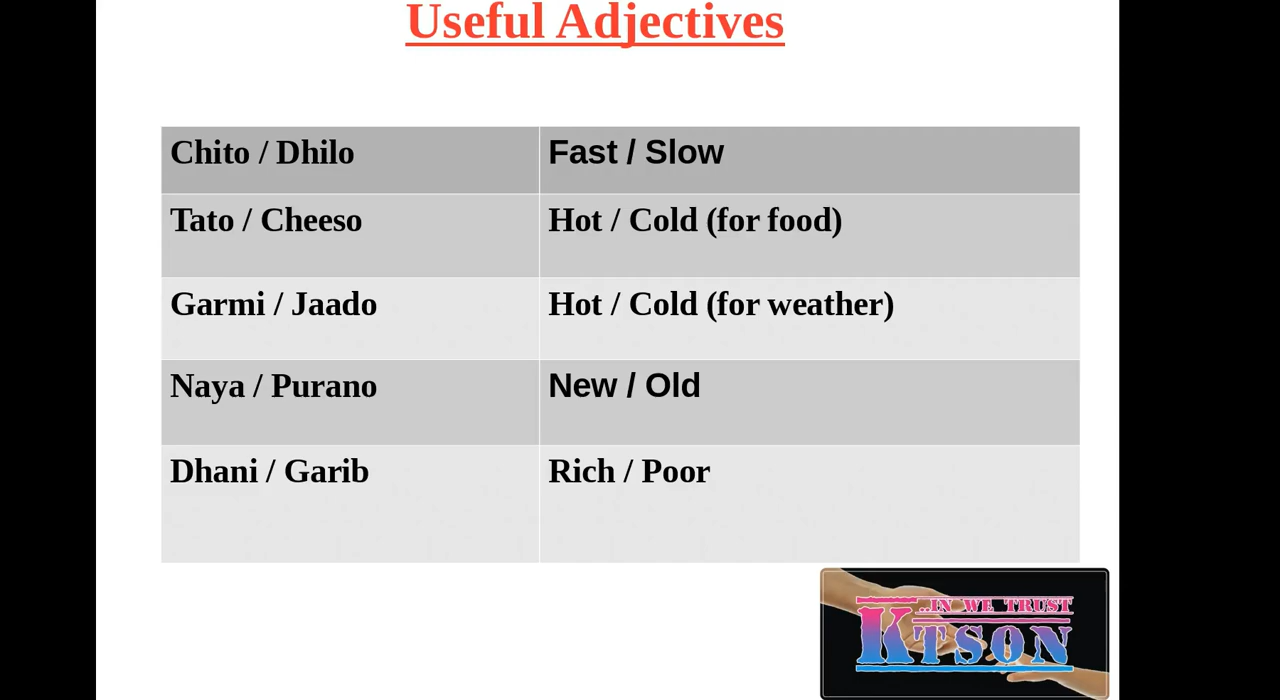 Useful Adjectives
Chito / Dhilo Fast / Slow
Tato / Cheeso Hot / Cold (for food)
Garmi / Jaado Hot / Cold (for weather)
Naya / Purano New / Old
Dhani / Garib Rich / Poor
..IN WE TRUST
KTSON